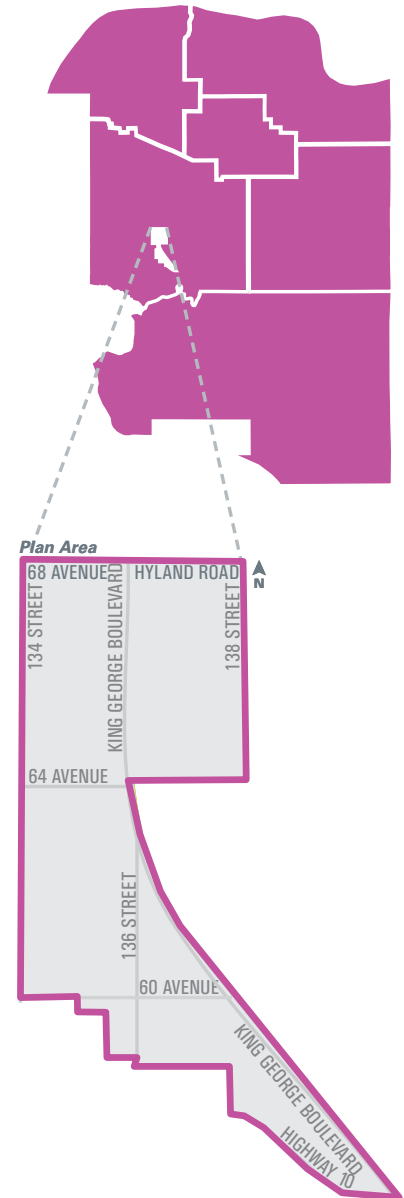 Plan Area
68 AVENUE
HYLAND ROAD
N
134 STREET
KING GEORGE BOULEVARD
138 STREET
64 AVENUE
136 STREET
60 AVENUE
KING GEORGE BOULEVARD
HIGHWAY 10